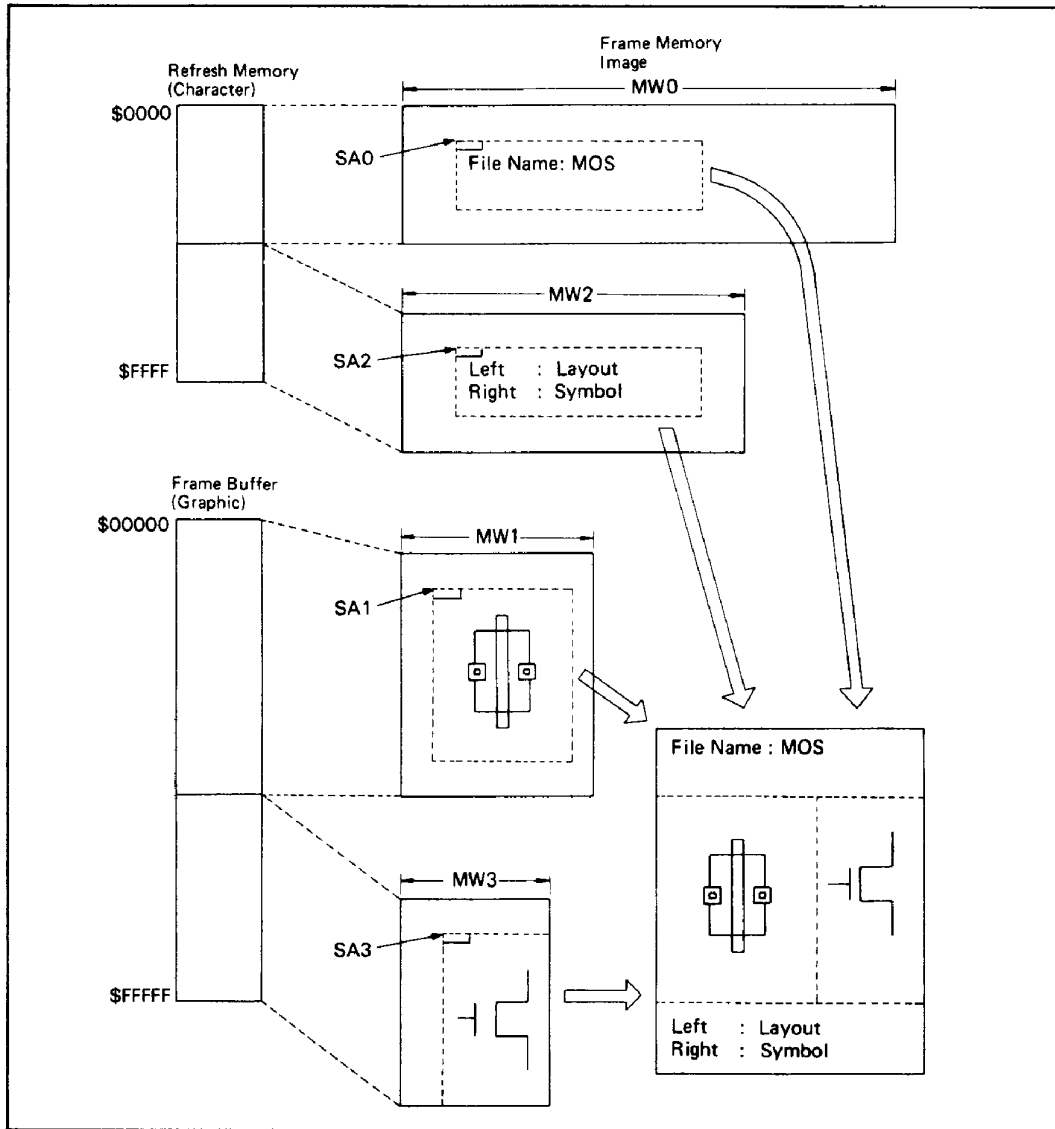 Frame Memory
Image
Refresh Memory
(Character)
MW0
$0000
SA0
File Name: MOS
MW2
SA2
Left : Layout
Right : Symbol
$FFFF
Frame Buffer
(Graphic)
$00000
MW1
SA1
File Name : MOS
MW3
SA3
$FFFFF
Left : Layout
Right : Symbol